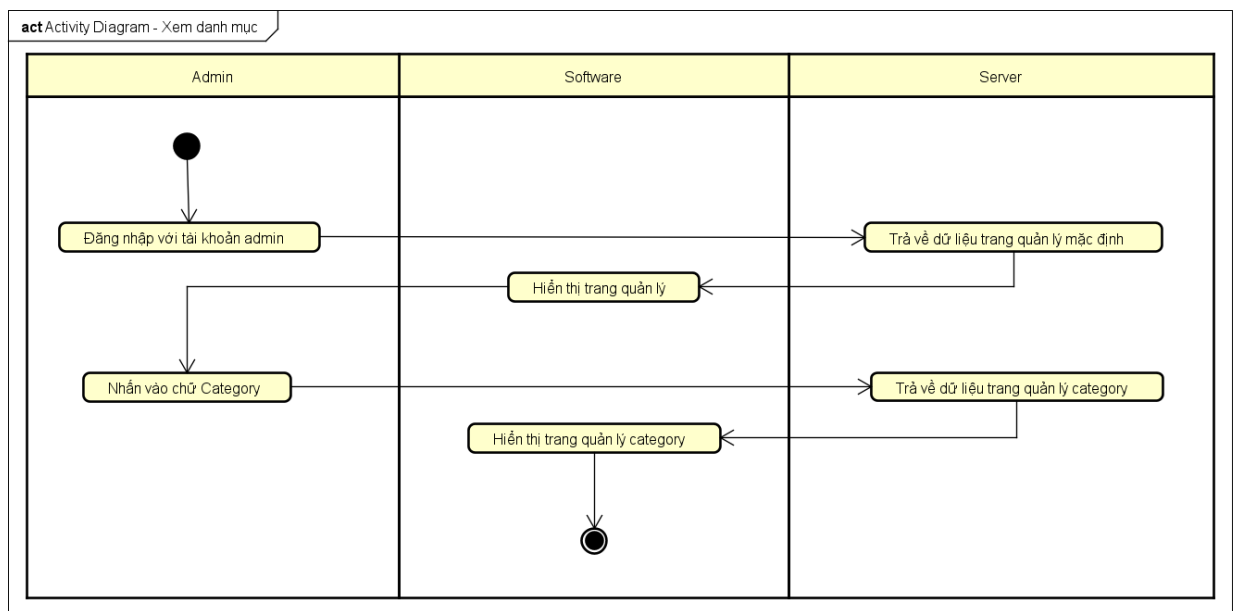 act Activity Diagram - Xem danh mục
Admin
Software
Server
Đăng nhập với tài khoản admin
Trả về dữ liệu trang quản lý mặc định
Hiển thị trang quản lý
Nhấn vào chữ Category
Trả về dữ liệu trang quản lý category
Hiển thị trang quản lý category